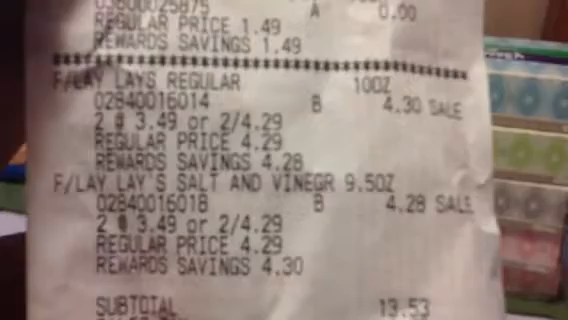 03600025875 A 0.00
REGULAR PRICE 1.49
REWARDS SAVINGS 1.49
F/LAY LAYS REGULAR 10OZ
02840016014 B 4.30 SALE
2 @ 3.49 or 2/4.29
REGULAR PRICE 4.29
REWARDS SAVINGS 4.28
F/LAY LAY'S SALT AND VINEGR 9.5OZ
02840016018 B 4.28 SALE
2 @ 3.49 or 2/4.29
REGULAR PRICE 4.29
REWARDS SAVINGS 4.30
SUBTOTAL 13.53